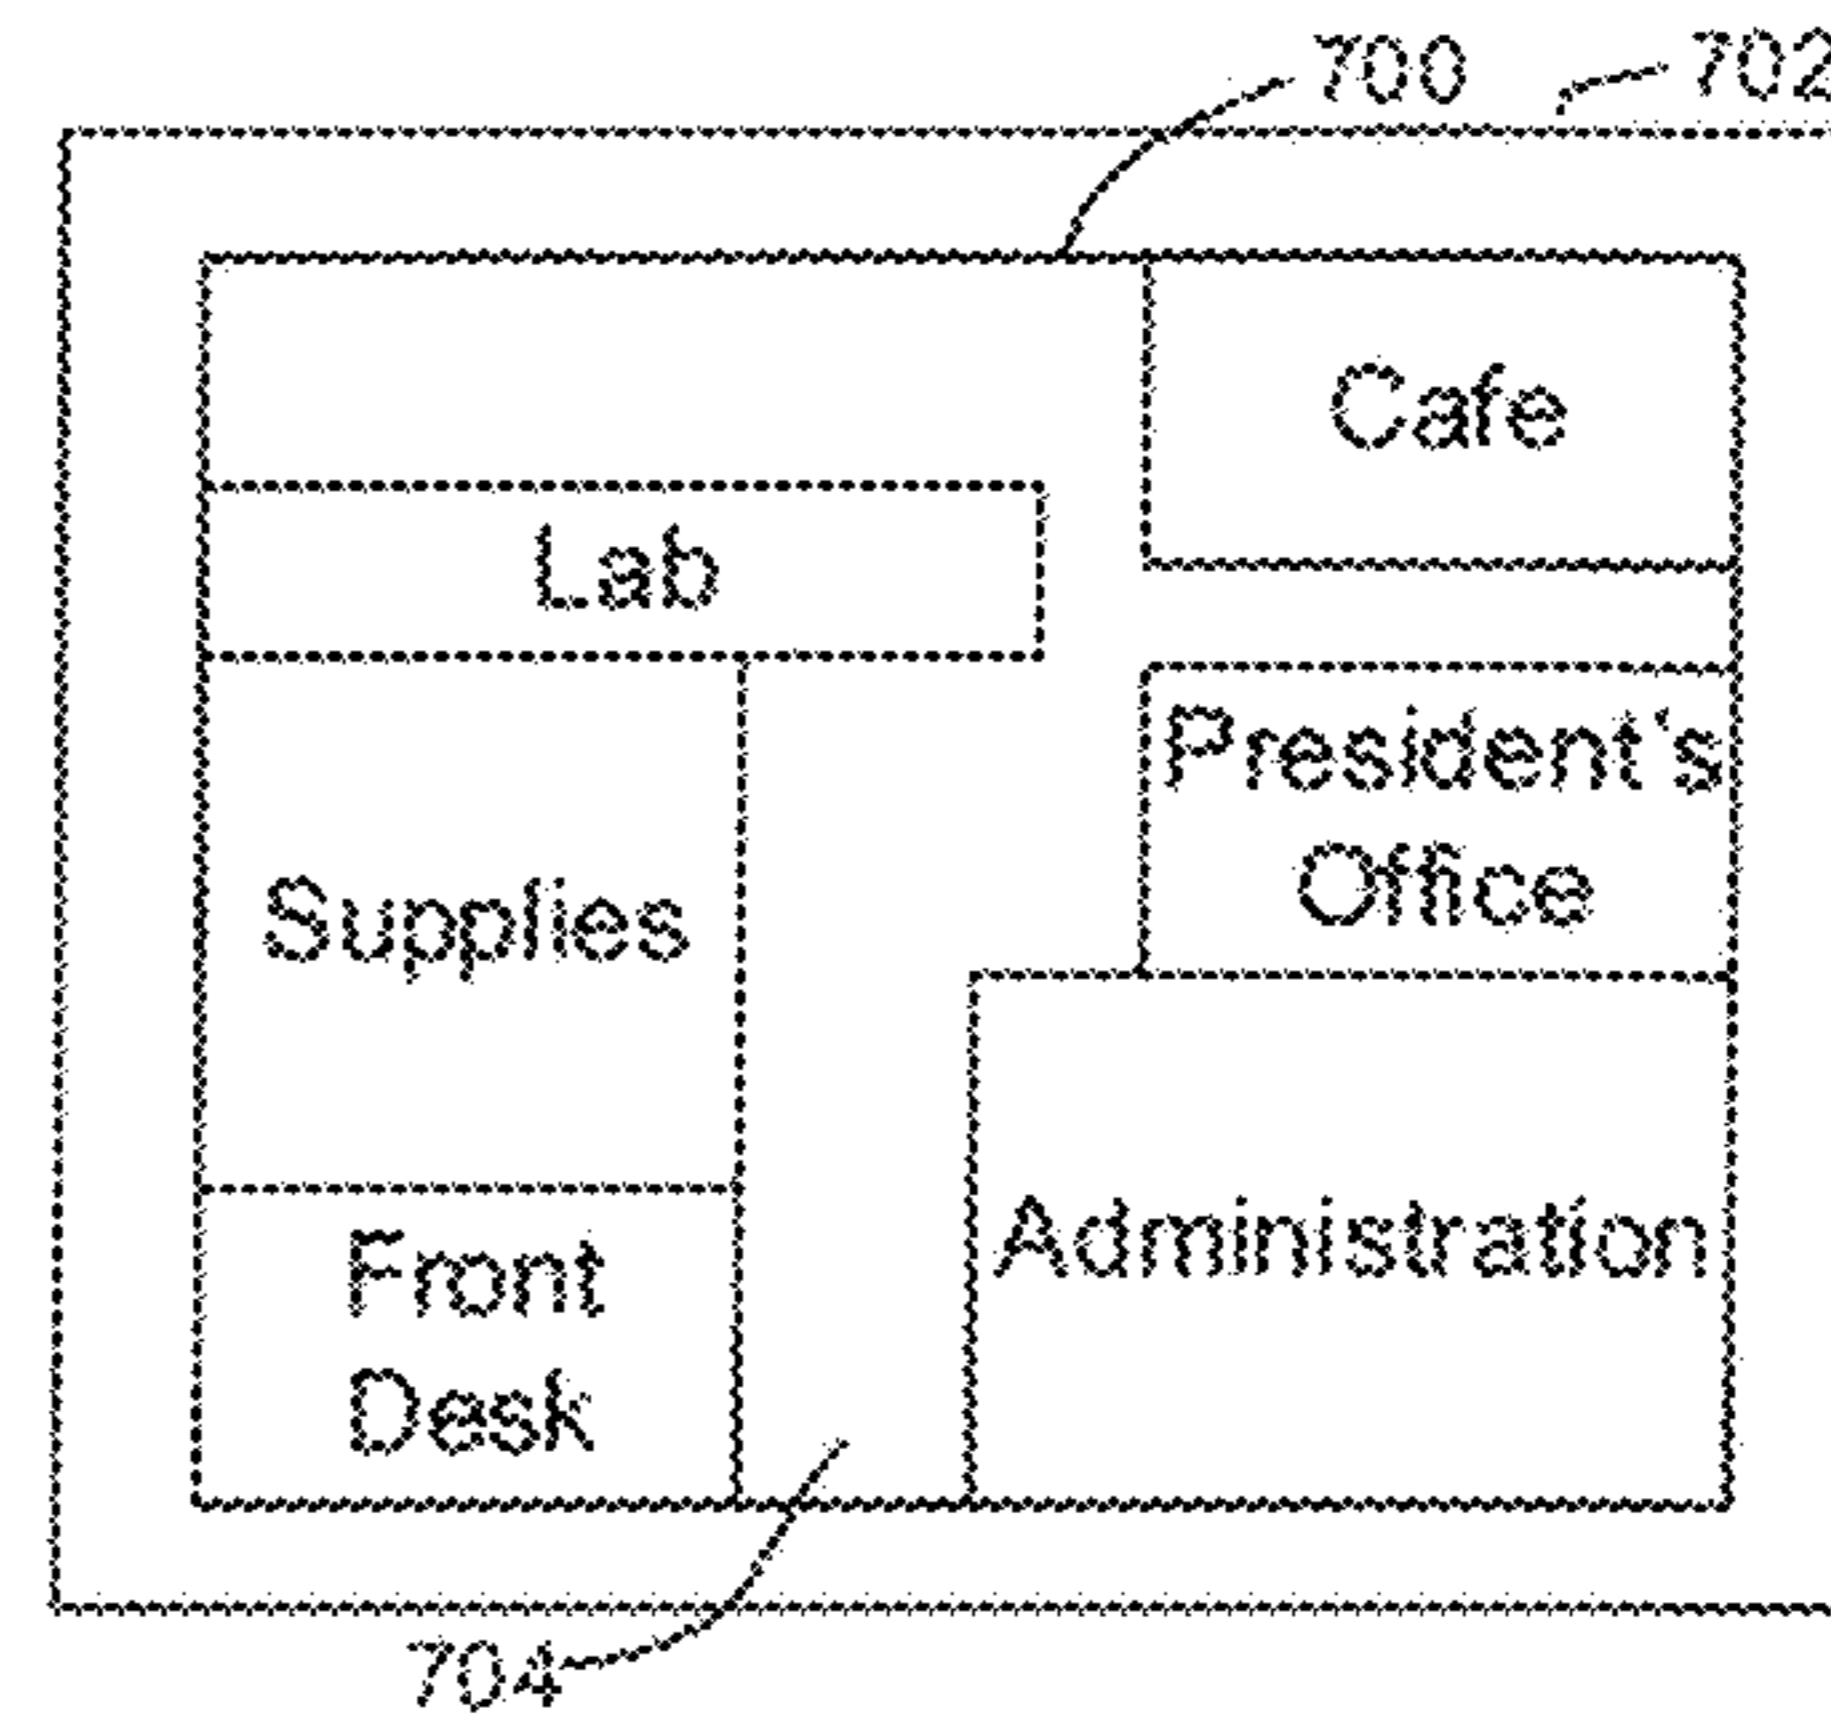 700 702
Cafe
Lab
President's
Office
Supplies
Administration
Front
Desk
704